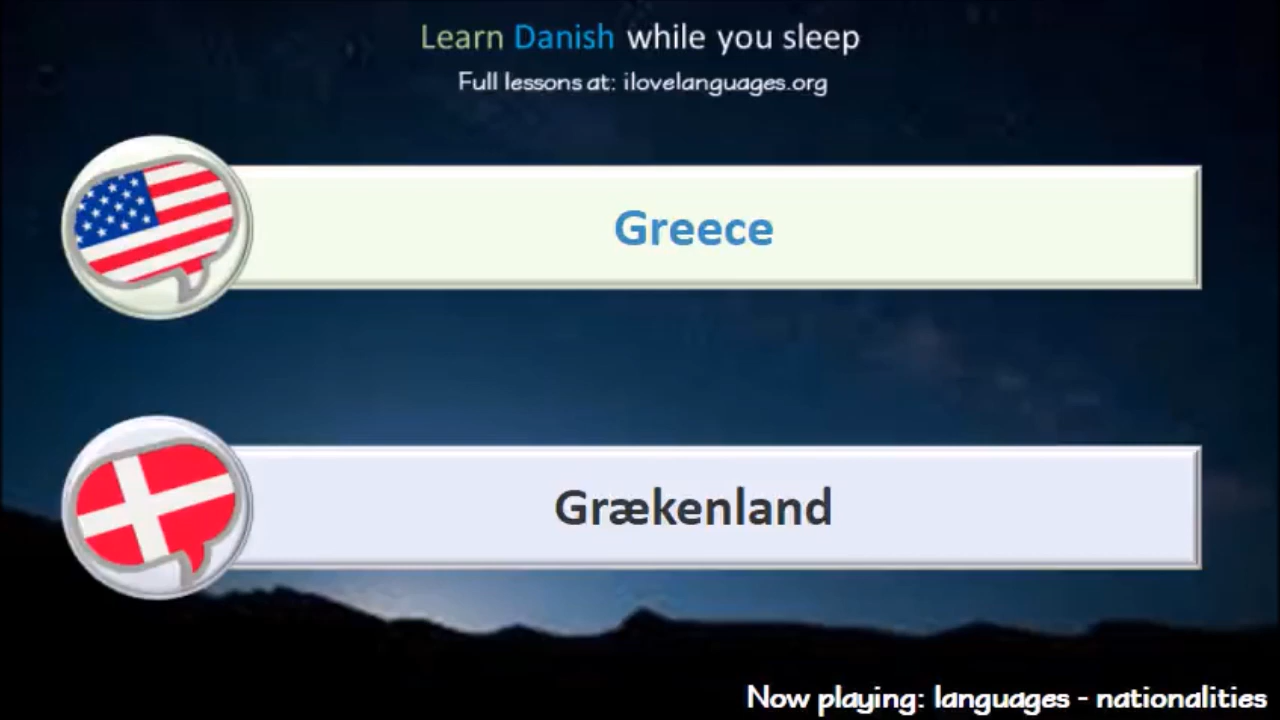 Learn Danish while you sleep
Full lessons at: ilovelanguages.org
Greece
Grækenland
Now playing: languages - nationalities